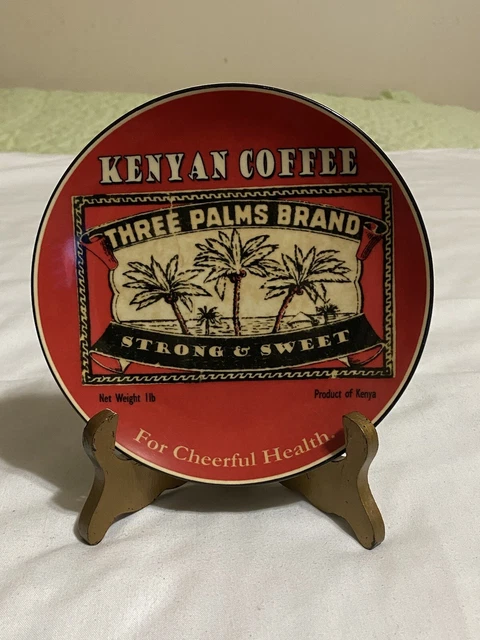 KENYAN COFFEE
THREE PALMS BRAND
STRONG & SWEET
Net Weight 1lb
Product of Kenya
For Cheerful Health.